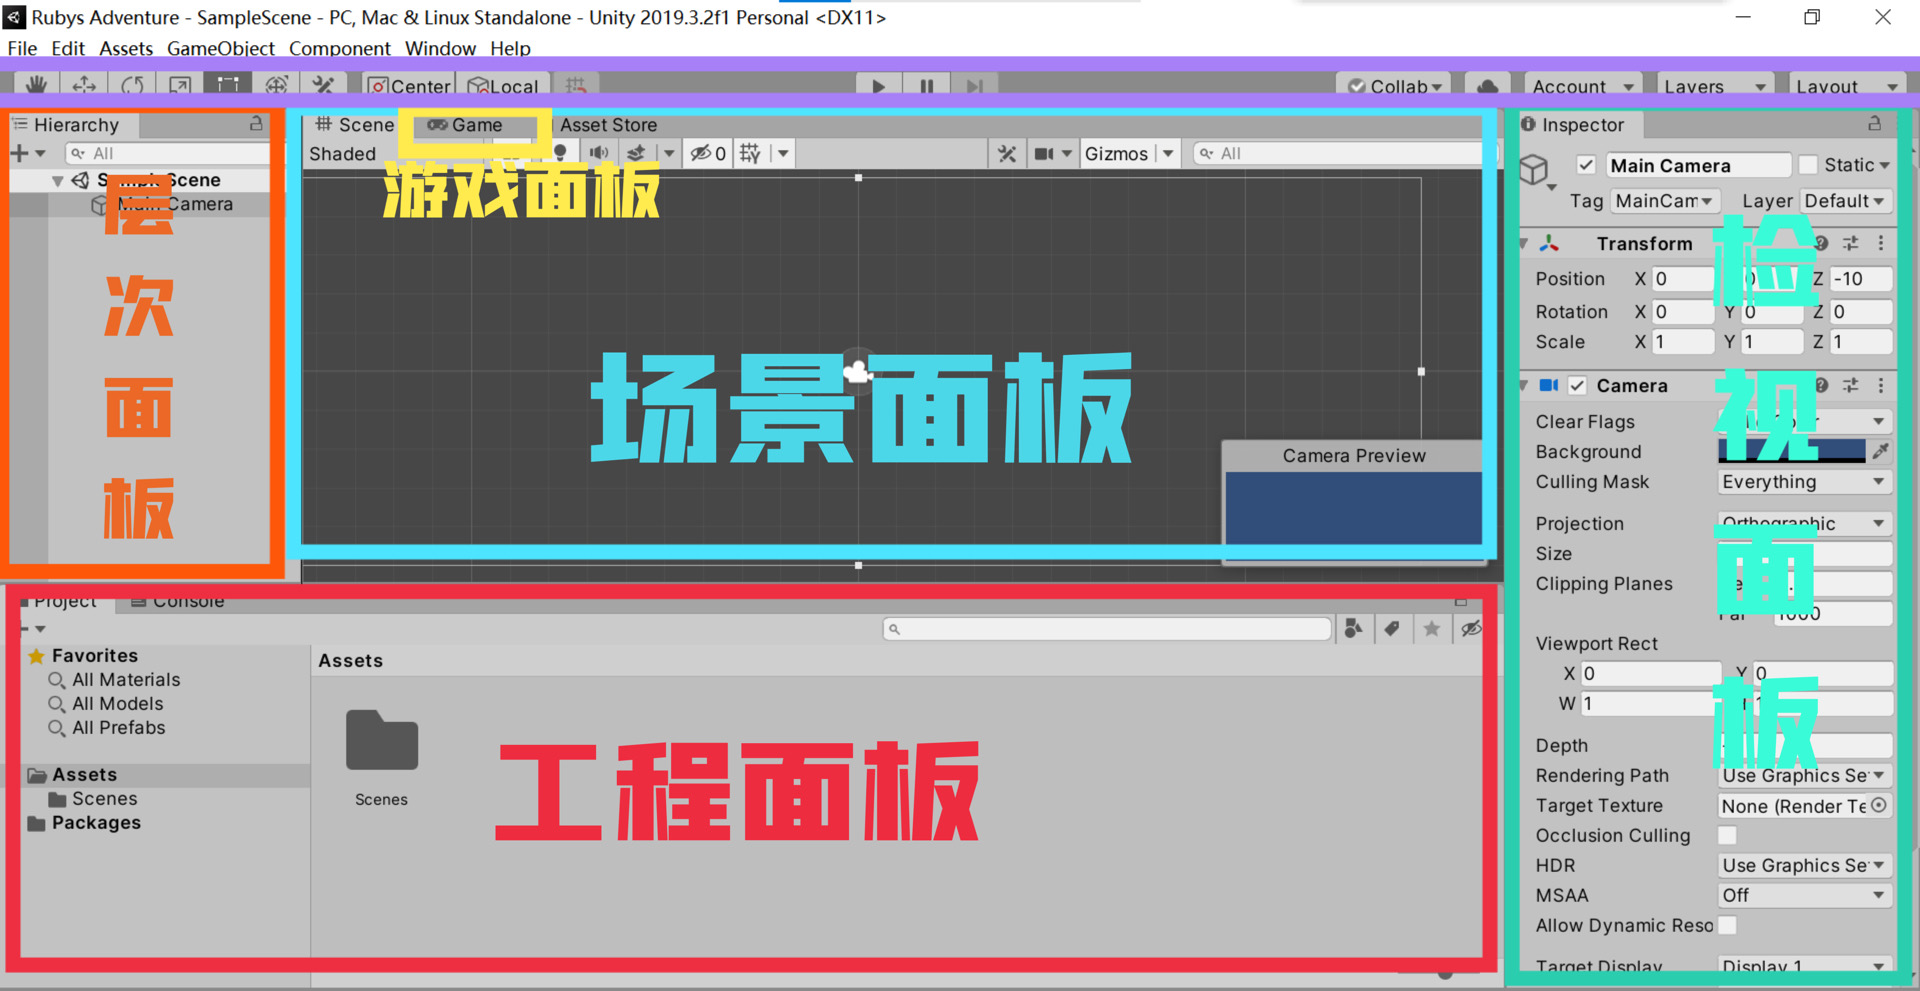 Rubys Adventure - SampleScene - PC, Mac & Linux Standalone - Unity 2019.3.2f1 Personal <DX11>
File Edit Assets GameObject Component Window Help
Center Local Collab Account Layers Layout
Hierarchy
All
SampleScene
Main Camera
层次面板
Scene Game Asset Store
Shaded 0 Gizmos All
游戏面板
场景面板
Camera Preview
Project Console
Favorites
All Materials
All Models
All Prefabs
Assets
Scenes
Packages
Assets
Scenes
工程面板
Inspector
Main Camera Static
Tag MainCam Layer Default
Transform
Position X 0 0 Z -10
Rotation X 0 Y 0 Z 0
Scale X 1 Y 1 Z 1
Camera
Clear Flags
Background
Culling Mask Everything
Projection Orthographic
Size
Clipping Planes
Far 1000
Viewport Rect
X 0 Y 0
W 1
Depth
Rendering Path Use Graphics Se
Target Texture None (Render Te
Occlusion Culling
HDR Use Graphics Se
MSAA Off
Allow Dynamic Reso
Target Display Display 1
检视面板